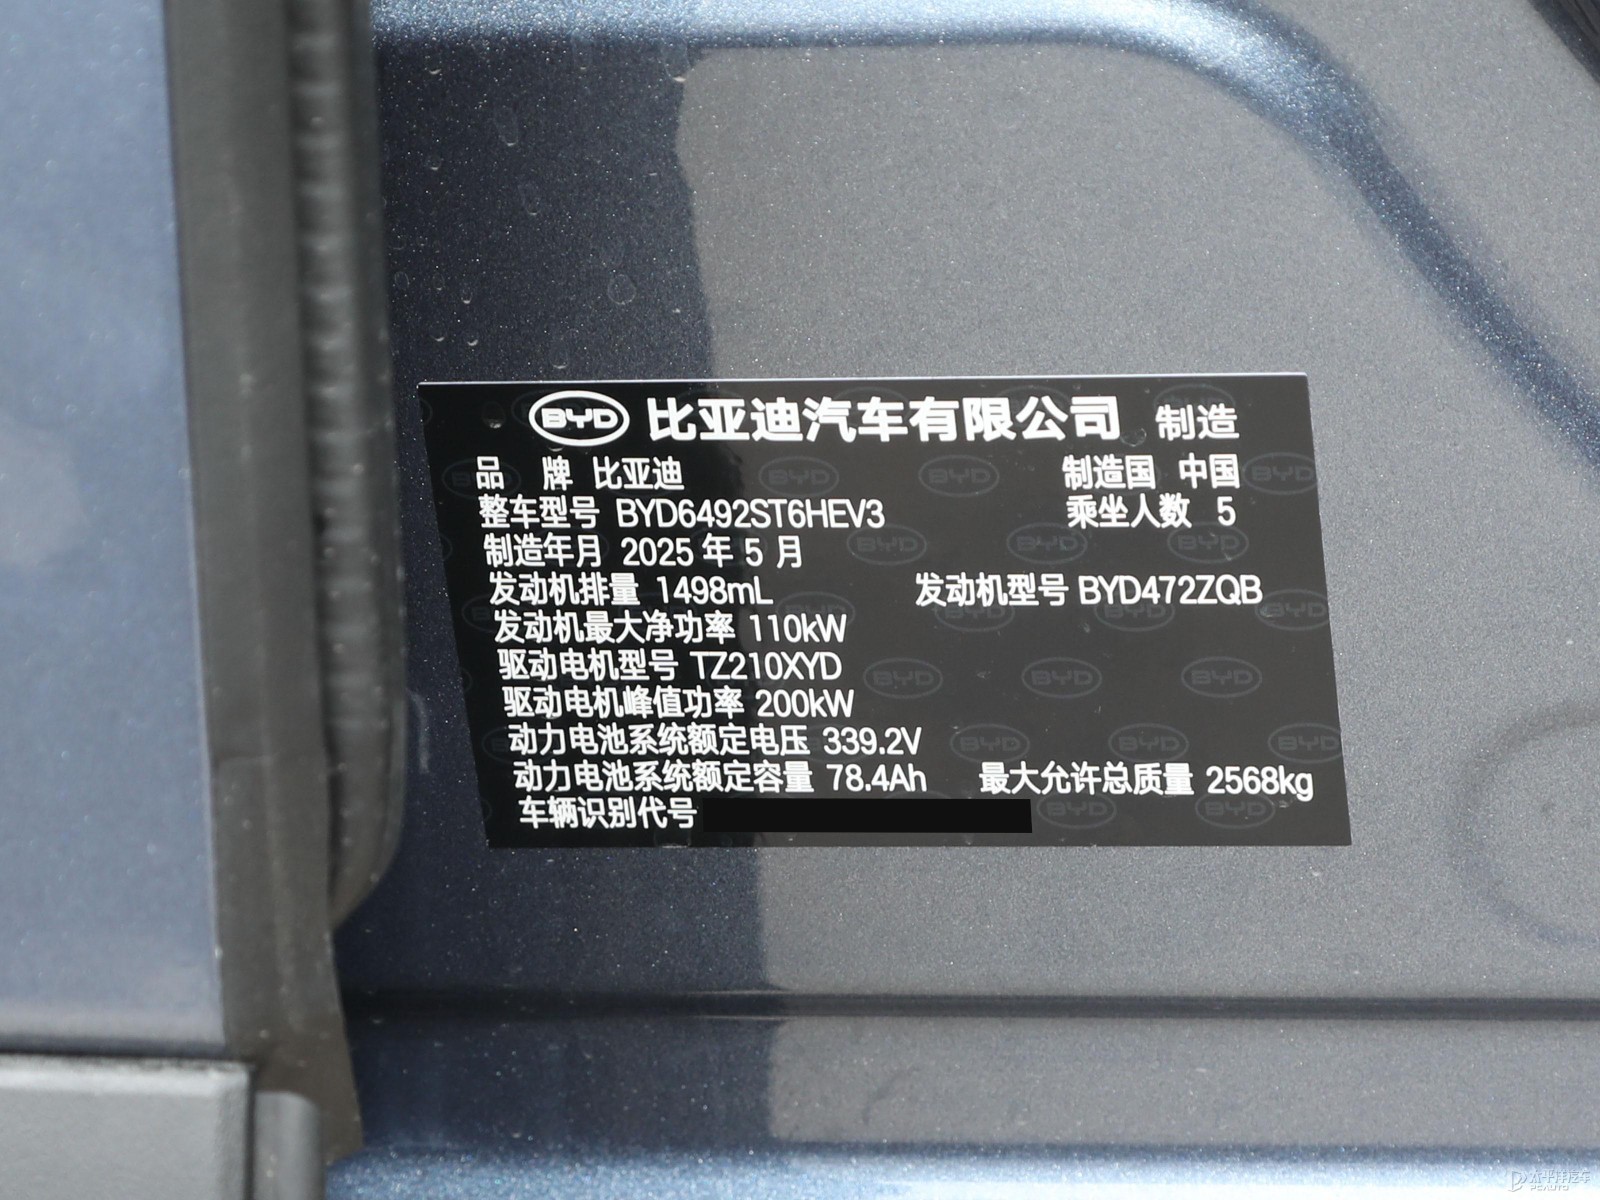 BYD 比亚迪汽车有限公司 制造
品 牌 比亚迪 制造国 中国
整车型号 BYD6492ST6HEV3 乘坐人数 5
制造年月 2025 年 5 月
发动机排量 1498mL 发动机型号 BYD472ZQB
发动机最大净功率 110kW
驱动电机型号 TZ210XYD
驱动电机峰值功率 200kW
动力电池系统额定电压 339.2V
动力电池系统额定容量 78.4Ah 最大允许总质量 2568kg
车辆识别代号
太平洋汽车
PCAUTO